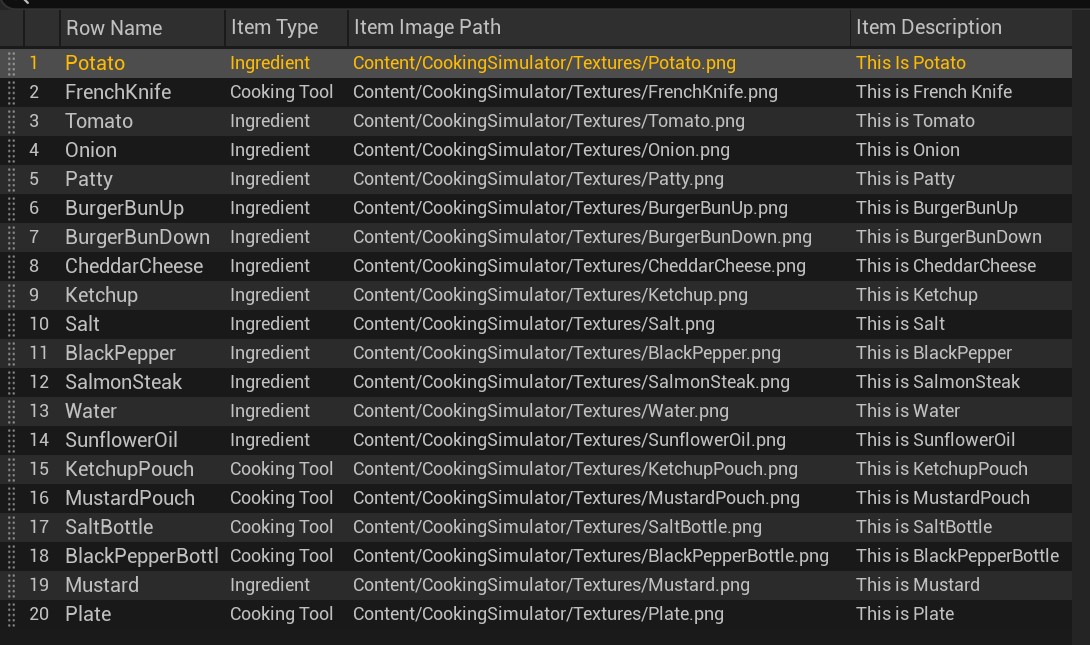 Row Name Item Type Item Image Path Item Description
1 Potato Ingredient Content/CookingSimulator/Textures/Potato.png This Is Potato
2 FrenchKnife Cooking Tool Content/CookingSimulator/Textures/FrenchKnife.png This is French Knife
3 Tomato Ingredient Content/CookingSimulator/Textures/Tomato.png This is Tomato
4 Onion Ingredient Content/CookingSimulator/Textures/Onion.png This is Onion
5 Patty Ingredient Content/CookingSimulator/Textures/Patty.png This is Patty
6 BurgerBunUp Ingredient Content/CookingSimulator/Textures/BurgerBunUp.png This is BurgerBunUp
7 BurgerBunDown Ingredient Content/CookingSimulator/Textures/BurgerBunDown.png This is BurgerBunDown
8 CheddarCheese Ingredient Content/CookingSimulator/Textures/CheddarCheese.png This is CheddarCheese
9 Ketchup Ingredient Content/CookingSimulator/Textures/Ketchup.png This is Ketchup
10 Salt Ingredient Content/CookingSimulator/Textures/Salt.png This is Salt
11 BlackPepper Ingredient Content/CookingSimulator/Textures/BlackPepper.png This is BlackPepper
12 SalmonSteak Ingredient Content/CookingSimulator/Textures/SalmonSteak.png This is SalmonSteak
13 Water Ingredient Content/CookingSimulator/Textures/Water.png This is Water
14 SunflowerOil Ingredient Content/CookingSimulator/Textures/SunflowerOil.png This is SunflowerOil
15 KetchupPouch Cooking Tool Content/CookingSimulator/Textures/KetchupPouch.png This is KetchupPouch
16 MustardPouch Cooking Tool Content/CookingSimulator/Textures/MustardPouch.png This is MustardPouch
17 SaltBottle Cooking Tool Content/CookingSimulator/Textures/SaltBottle.png This is SaltBottle
18 BlackPepperBottl Cooking Tool Content/CookingSimulator/Textures/BlackPepperBottle.png This is BlackPepperBottle
19 Mustard Ingredient Content/CookingSimulator/Textures/Mustard.png This is Mustard
20 Plate Cooking Tool Content/CookingSimulator/Textures/Plate.png This is Plate